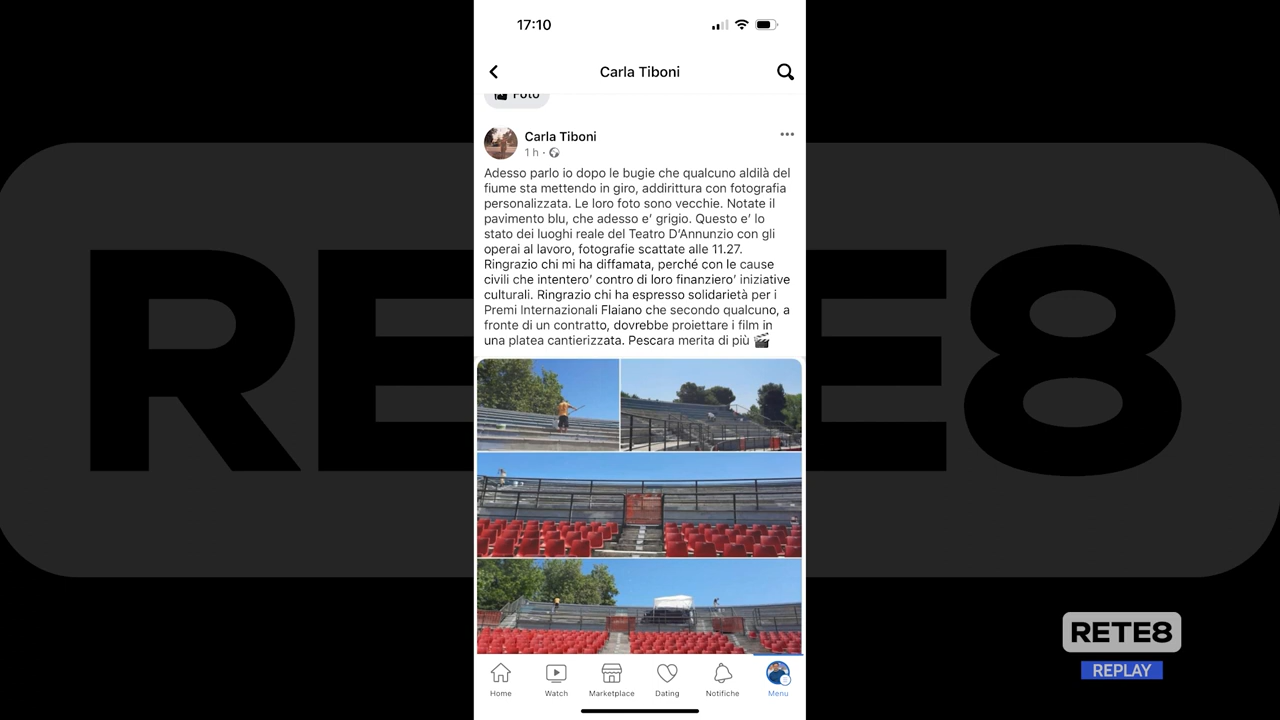 17:10
Carla Tiboni
Foto
Carla Tiboni
1 h ·
Adesso parlo io dopo le bugie che qualcuno aldilà del
fiume sta mettendo in giro, addirittura con fotografia
personalizzata. Le loro foto sono vecchie. Notate il
pavimento blu, che adesso e’ grigio. Questo e’ lo
stato dei luoghi reale del Teatro D’Annunzio con gli
operai al lavoro, fotografie scattate alle 11.27.
Ringrazio chi mi ha diffamata, perché con le cause
civili che intentero’ contro di loro finanziero’ iniziative
culturali. Ringrazio chi ha espresso solidarietà per i
Premi Internazionali Flaiano che secondo qualcuno, a
fronte di un contratto, dovrebbe proiettare i film in
una platea cantierizzata. Pescara merita di più 🎬
Home
Watch
Marketplace
Dating
Notifiche
Menu
RE
E8
RETE8
REPLAY